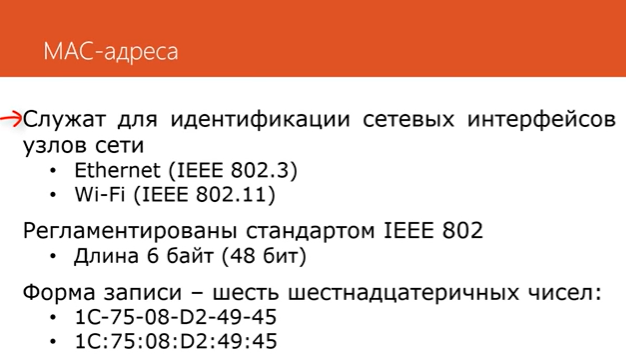 МАС-адреса
Служат для идентификации сетевых интерфейсов
узлов сети
• Ethernet (IEEE 802.3)
• Wi-Fi (IEEE 802.11)
Регламентированы стандартом IEEE 802
• Длина 6 байт (48 бит)
Форма записи – шесть шестнадцатеричных чисел:
• 1C-75-08-D2-49-45
• 1C:75:08:D2:49:45